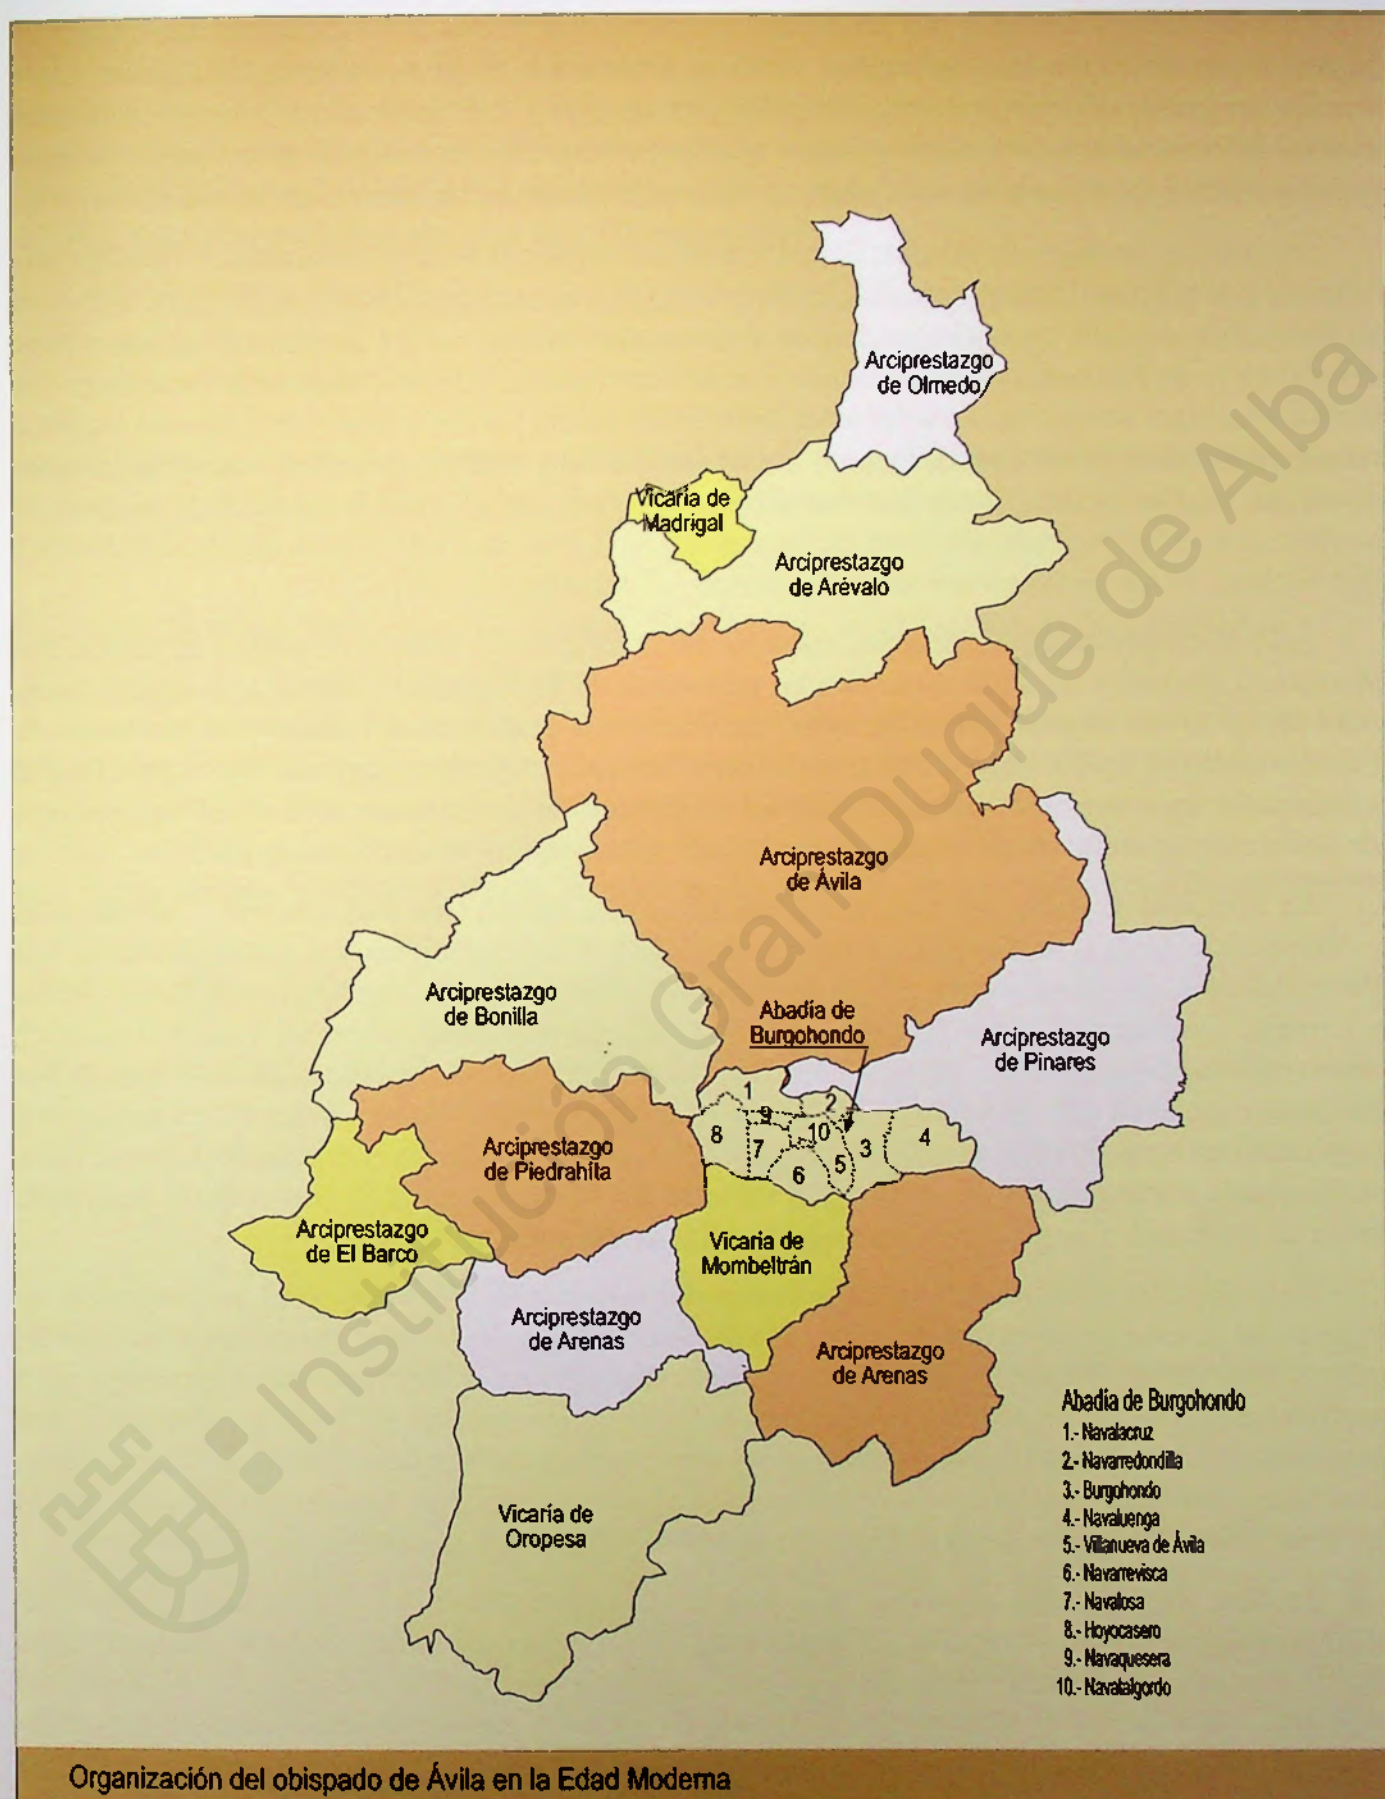 Arciprestazgo
de Olmedo
Vicaría de
Madrigal
Arciprestazgo
de Arévalo
Arciprestazgo
de Ávila
Arciprestazgo
de Bonilla
Abadía de
Burgohondo
Arciprestazgo
de Pinares
1
2
9
8
7
10
3
4
5
6
Arciprestazgo
de Piedrahíta
Arciprestazgo
de El Barco
Vicaría de
Mombeltrán
Arciprestazgo
de Arenas
Arciprestazgo
de Arenas
Vicaría de
Oropesa
Abadía de Burgohondo
1.- Navalacruz
2.- Navarredondilla
3.- Burgohondo
4.- Navaluenga
5.- Villanueva de Ávila
6.- Navarrevisca
7.- Navalosa
8.- Hoyocasero
9.- Navaquesera
10.- Navatalgordo
Organización del obispado de Ávila en la Edad Moderna
Institución Gran Duque de Alba